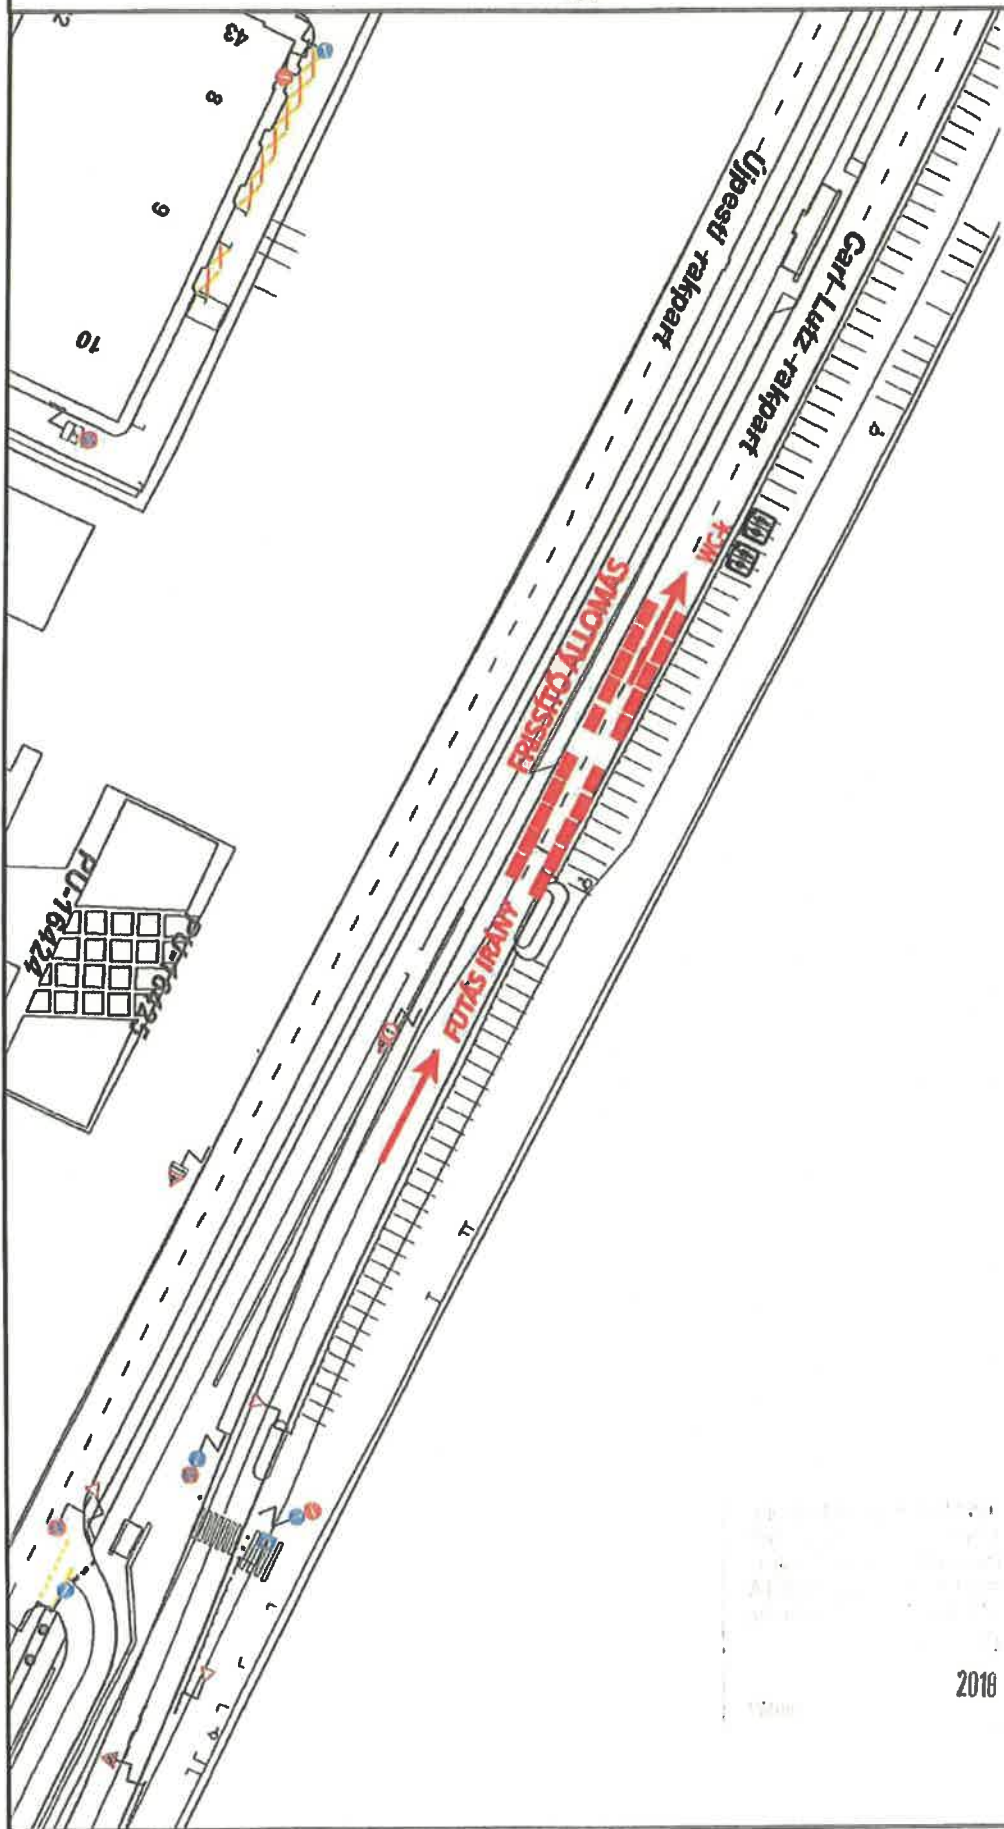 43
8
9
10
Újpesti rakpart
Carl Lutz rakpart
WC-k
FRISSÍTŐ ÁLLOMÁS
FUTÁS IRÁNY
PU-16424
PU-16425
2018